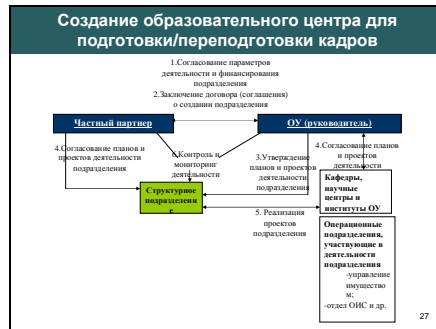 Создание образовательного центра для
подготовки/переподготовки кадров
1.Согласование параметров
деятельности и финансирования
подразделения
2.Заключение договора (соглашения)
о создании подразделения
Частный партнер
ОУ (руководитель)
4.Согласование планов и
проектов деятельности
подразделения
6.Контроль и
мониторинг
деятельности
3.Утверждение
планов и проектов
деятельности
подразделения
4.Согласование планов
и проектов
деятельности
Структурное
подразделени
е
Кафедры,
научные
центры и
институты ОУ
5. Реализация
проектов
подразделения
Операционные
подразделения,
участвующие в
деятельности
подразделения
-управление
имуществo
м;
-отдел ОИС и др.
27